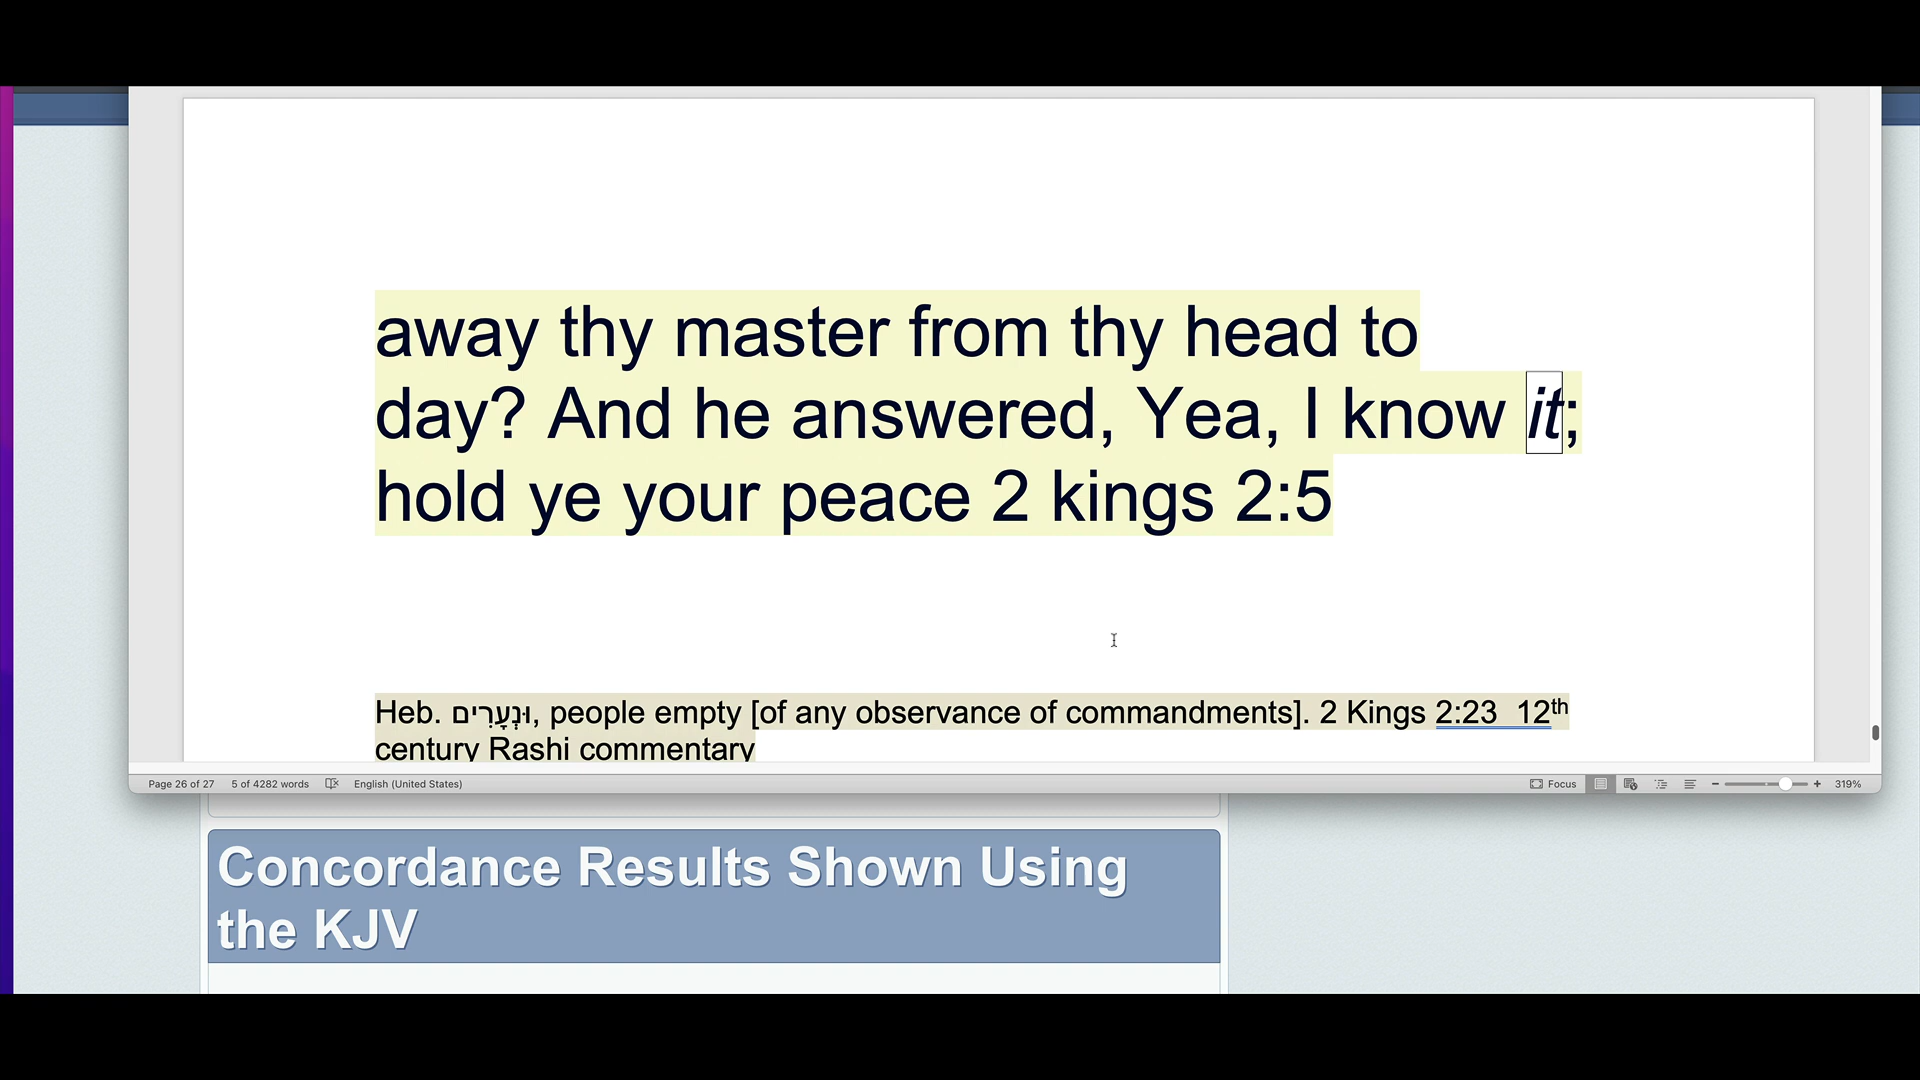 away thy master from thy head to
day? And he answered, Yea, I know it;
hold ye your peace 2 kings 2:5
Heb. וּנְעָרִים, people empty [of any observance of commandments]. 2 Kings 2:23 12th
century Rashi commentary
Page 26 of 27 5 of 4282 words English (United States) Focus 319%
Concordance Results Shown Using
the KJV